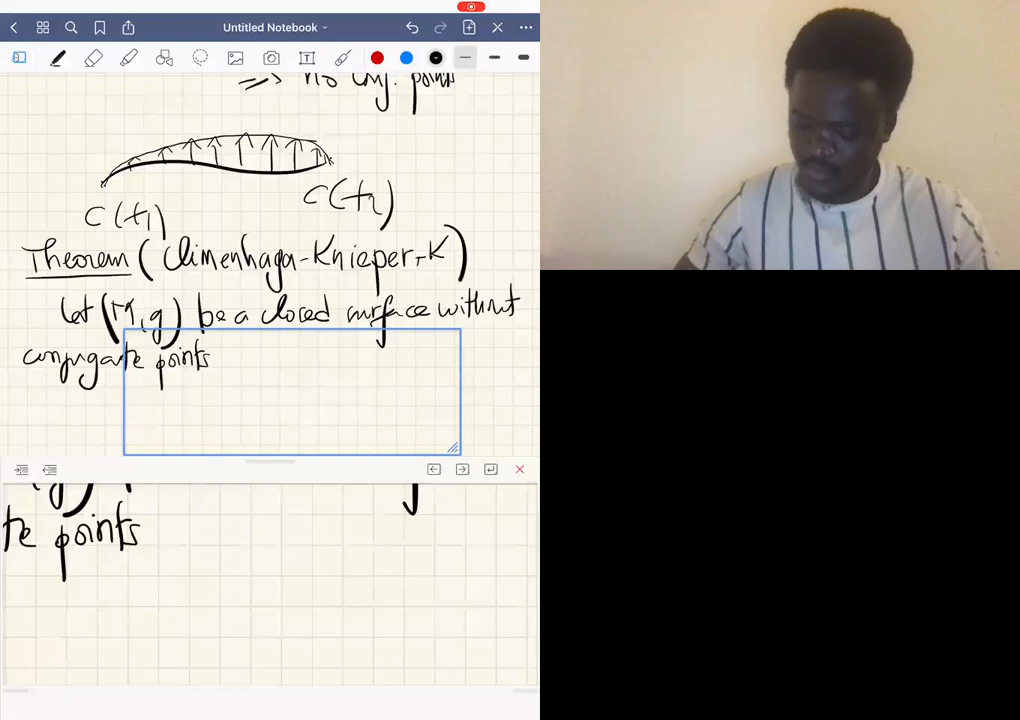 Untitled Notebook
=> no conj. points
c(t1)
c(t2)
Theorem (Climenhaga-Knieper-K)
Let (M,g) be a closed surface without
conjugate points
te points